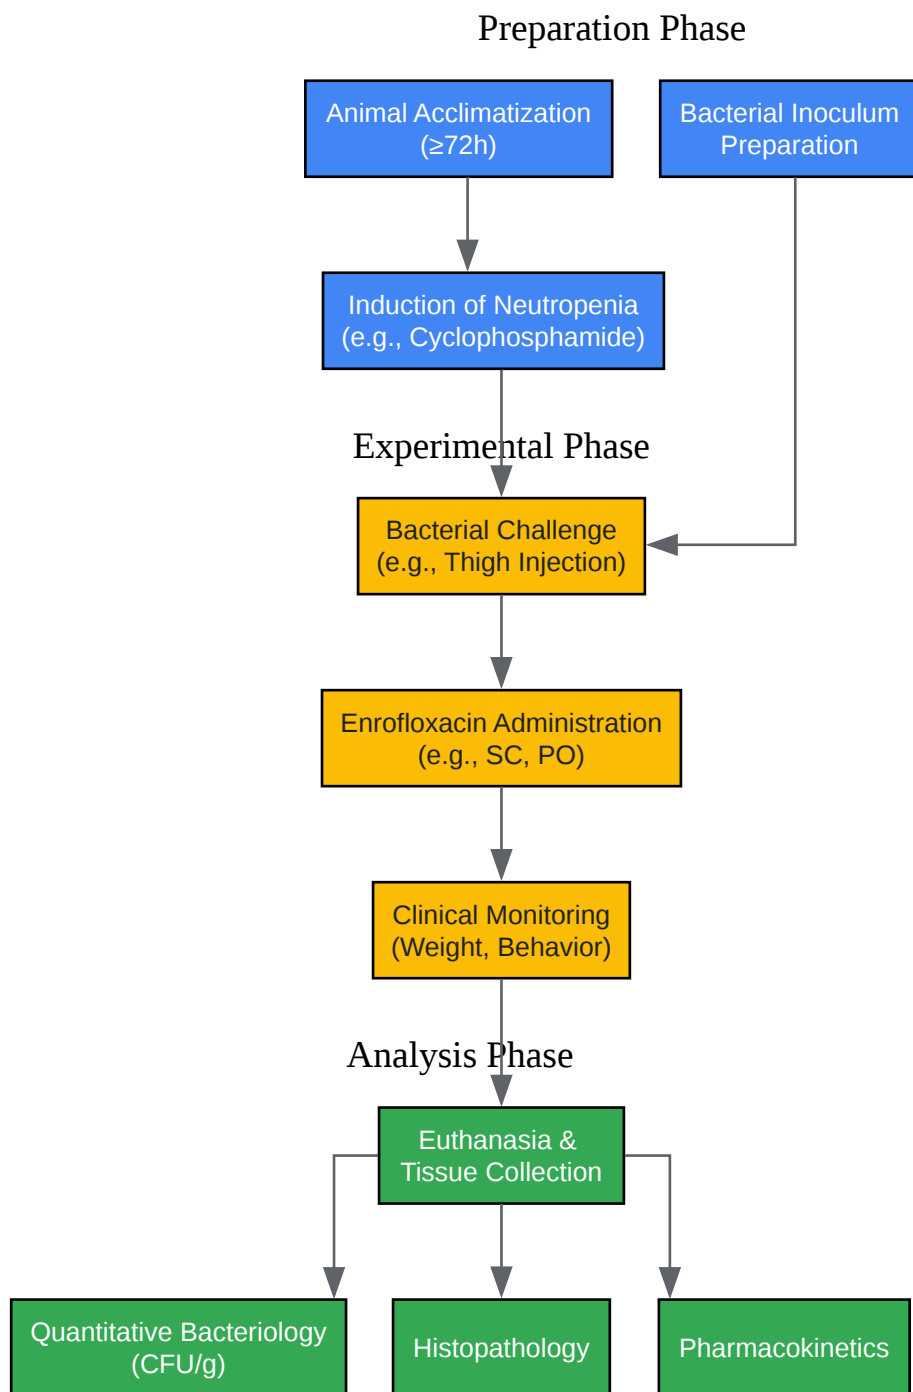 Preparation Phase
Animal Acclimatization
(≥72h)
Bacterial Inoculum
Preparation
Induction of Neutropenia
(e.g., Cyclophosphamide)
Experimental Phase
Bacterial Challenge
(e.g., Thigh Injection)
Enrofloxacin Administration
(e.g., SC, PO)
Clinical Monitoring
(Weight, Behavior)
Analysis Phase
Euthanasia &
Tissue Collection
Quantitative Bacteriology
(CFU/g)
Histopathology
Pharmacokinetics